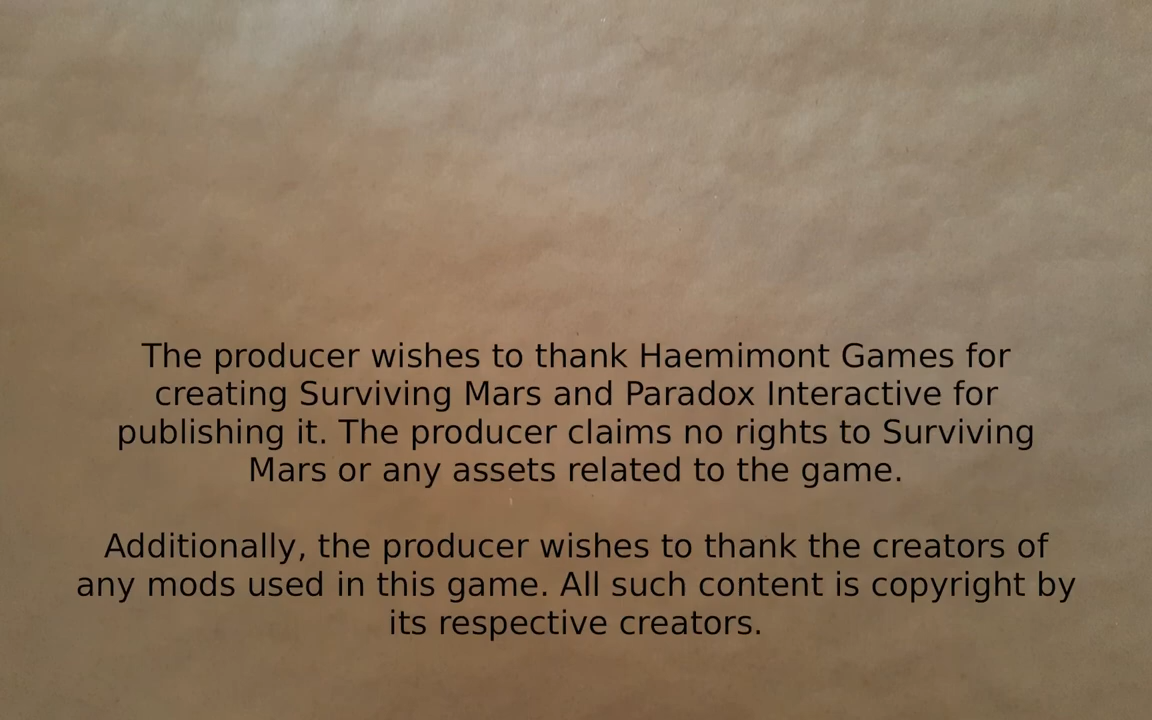 The producer wishes to thank Haemimont Games for
creating Surviving Mars and Paradox Interactive for
publishing it. The producer claims no rights to Surviving
Mars or any assets related to the game.
Additionally, the producer wishes to thank the creators of
any mods used in this game. All such content is copyright by
its respective creators.